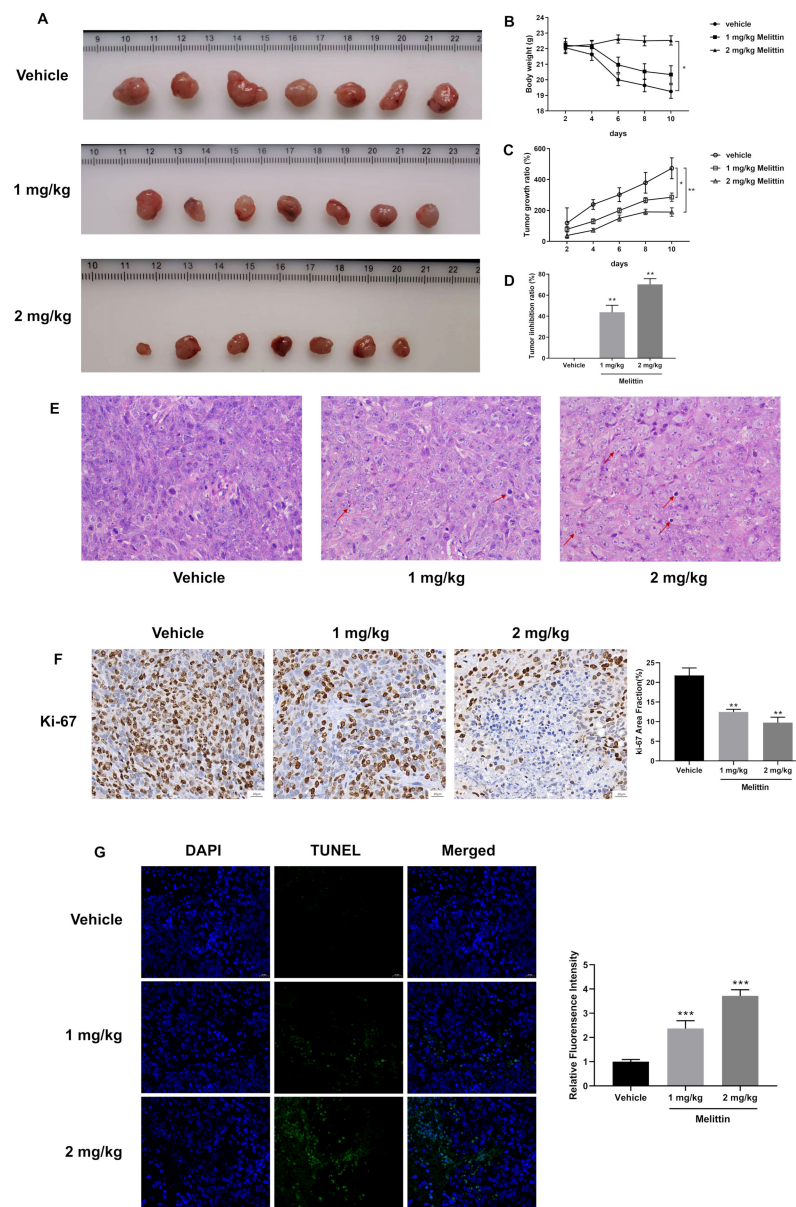 A
Vehicle
9 10 11 12 13 14 15 16 17 18 19 20 21 22
1 mg/kg
10 11 12 13 14 15 16 17 18 19 20 21 22 23
2 mg/kg
10 11 12 13 14 15 16 17 18 19 20 21 22
B
Body weight (g)
24
23
22
21
20
19
18
2 4 6 8 10
days
vehicle
1 mg/kg Melittin
2 mg/kg Melittin
*
C
Tumor growth ratio (%)
600
400
200
0
2 4 6 8 10
days
vehicle
1 mg/kg Melittin
2 mg/kg Melittin
*
**
D
Tumor iinhibition ratio (%)
100
80
60
40
20
0
**
**
Vehicle 1 mg/kg 2 mg/kg
Melittin
E
Vehicle 1 mg/kg 2 mg/kg
F
Vehicle 1 mg/kg 2 mg/kg
Ki-67
ki-67 Area Fraction(%)
25
20
15
10
5
0
**
**
Vehicle 1 mg/kg 2 mg/kg
Melittin
G
DAPI TUNEL Merged
Vehicle
1 mg/kg
2 mg/kg
Relative Fluorensence Intensity
5
4
3
2
1
0
***
***
Vehicle 1 mg/kg 2 mg/kg
Melittin